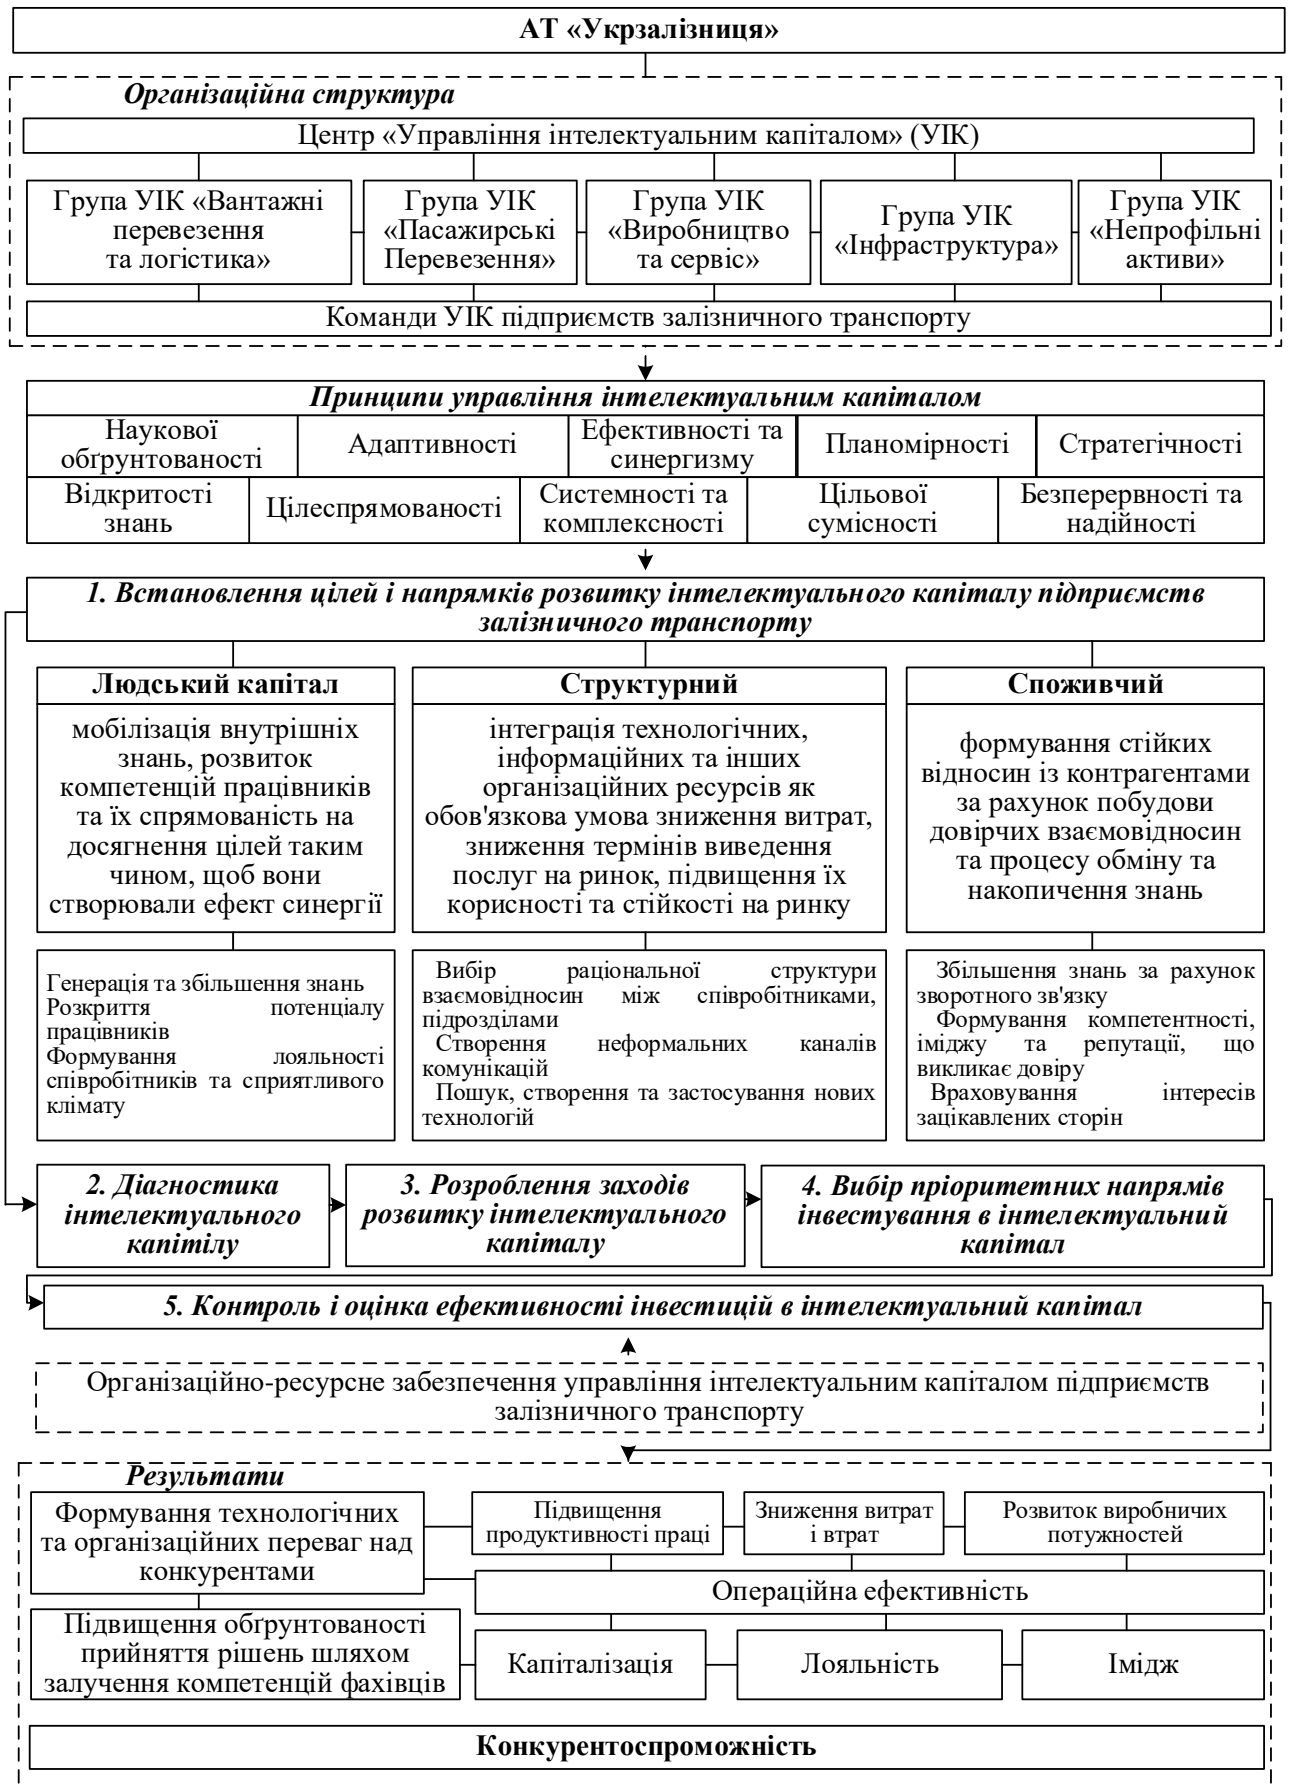 АТ «Укрзалізниця»
Організаційна структура
Центр «Управління інтелектуальним капіталом» (УІК)
Група УІК «Вантажні
перевезення
та логістика»
Група УІК
«Пасажирські
Перевезення»
Група УІК
«Виробництво
та сервіс»
Група УІК
«Інфраструктура»
Група УІК
«Непрофільні
активи»
Команди УІК підприємств залізничного транспорту
Принципи управління інтелектуальним капіталом
Наукової
обґрунтованості
Адаптивності
Ефективності та
синергизму
Планомірності
Стратегічності
Відкритості
знань
Цілеспрямованості
Системності та
комплексності
Цільової
сумісності
Безперервності та
надійності
1. Встановлення цілей і напрямків розвитку інтелектуального капіталу підприємств
залізничного транспорту
Людський капітал
мобілізація внутрішніх
знань, розвиток
компетенцій працівників
та їх спрямованість на
досягнення цілей таким
чином, щоб вони
створювали ефект синергії
Генерація та збільшення знань
Розкриття потенціалу
працівників
Формування лояльності
співробітників та сприятливого
клімату
Структурний
інтеграція технологічних,
інформаційних та інших
організаційних ресурсів як
обов'язкова умова зниження витрат,
зниження термінів виведення
послуг на ринок, підвищення їх
корисності та стійкості на ринку
Вибір раціональної структури
взаємовідносин між співробітниками,
підрозділами
Створення неформальних каналів
комунікацій
Пошук, створення та застосування нових
технологій
Споживчий
формування стійких
відносин із контрагентами
за рахунок побудови
довірчих взаємовідносин
та процесу обміну та
накопичення знань
Збільшення знань за рахунок
зворотного зв'язку
Формування компетентності,
іміджу та репутації, що
викликає довіру
Враховування інтересів
зацікавлених сторін
2. Діагностика
інтелектуального
капітілу
3. Розроблення заходів
розвитку інтелектуального
капіталу
4. Вибір пріоритетних напрямів
інвестування в інтелектуальний
капітал
5. Контроль і оцінка ефективності інвестицій в інтелектуальний капітал
Організаційно-ресурсне забезпечення управління інтелектуальним капіталом підприємств
залізничного транспорту
Результати
Формування технологічних
та організаційних переваг над
конкурентами
Підвищення
продуктивності праці
Зниження витрат
і втрат
Розвиток виробничих
потужностей
Операційна ефективність
Підвищення обґрунтованості
прийняття рішень шляхом
залучення компетенцій фахівців
Капіталізація
Лояльність
Імідж
Конкурентоспроможність